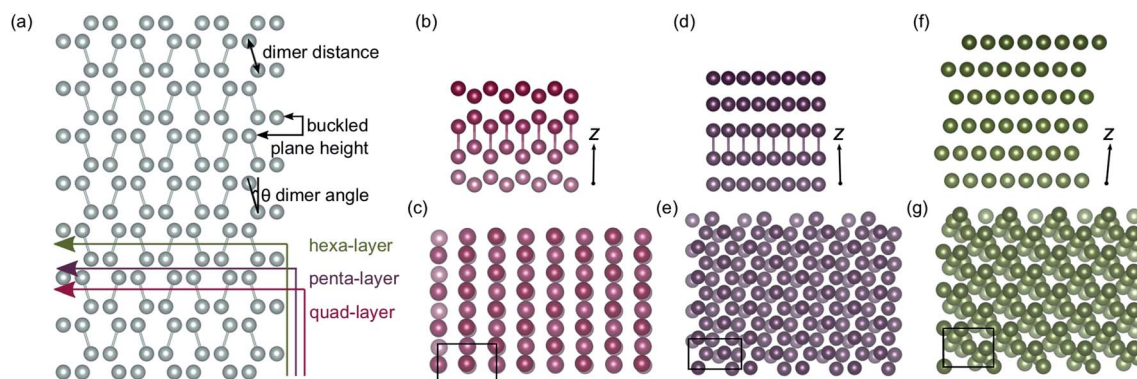 (a)
dimer distance
buckled
plane height
θ dimer angle
hexa-layer
penta-layer
quad-layer
(b)
z
(c)
(d)
z
(e)
(f)
z
(g)